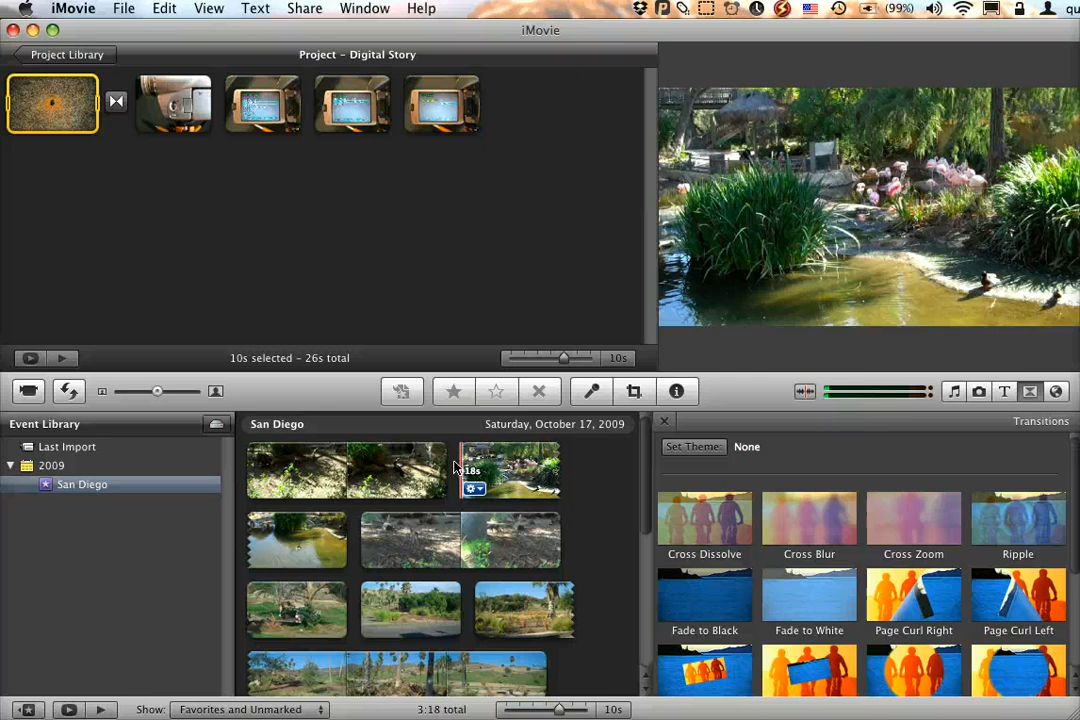 iMovie File Edit View Text Share Window Help (99%) qu
iMovie
Project Library Project - Digital Story
10s selected - 26s total 10s
Event Library
San Diego Saturday, October 17, 2009
Transitions
Last Import
2009
San Diego
Set Theme: None
18s
Cross Dissolve Cross Blur Cross Zoom Ripple
Fade to Black Fade to White Page Curl Right Page Curl Left
Show: Favorites and Unmarked 3:18 total 10s